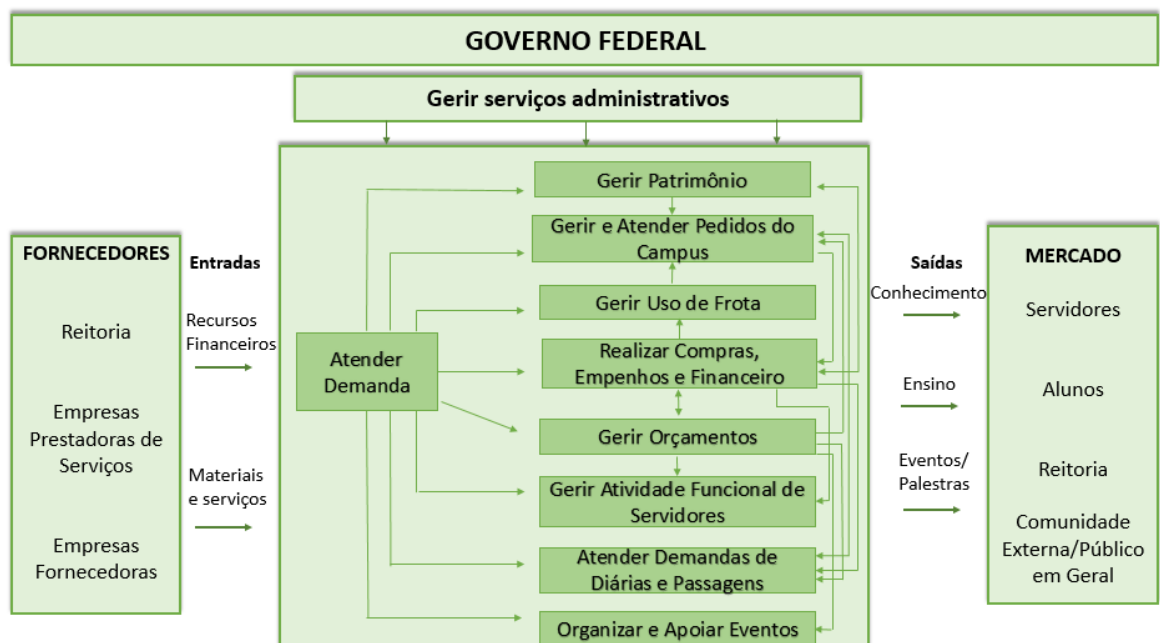 GOVERNO FEDERAL
Gerir serviços administrativos
FORNECEDORES
Reitoria
Empresas
Prestadoras de
Serviços
Empresas
Fornecedoras
Entradas
Recursos
Financeiros
Materiais
e serviços
Atender
Demanda
Gerir Patrimônio
Gerir e Atender Pedidos do
Campus
Gerir Uso de Frota
Realizar Compras,
Empenhos e Financeiro
Gerir Orçamentos
Gerir Atividade Funcional de
Servidores
Atender Demandas de
Diárias e Passagens
Organizar e Apoiar Eventos
Saídas
Conhecimento
Ensino
Eventos/
Palestras
MERCADO
Servidores
Alunos
Reitoria
Comunidade
Externa/Público
em Geral